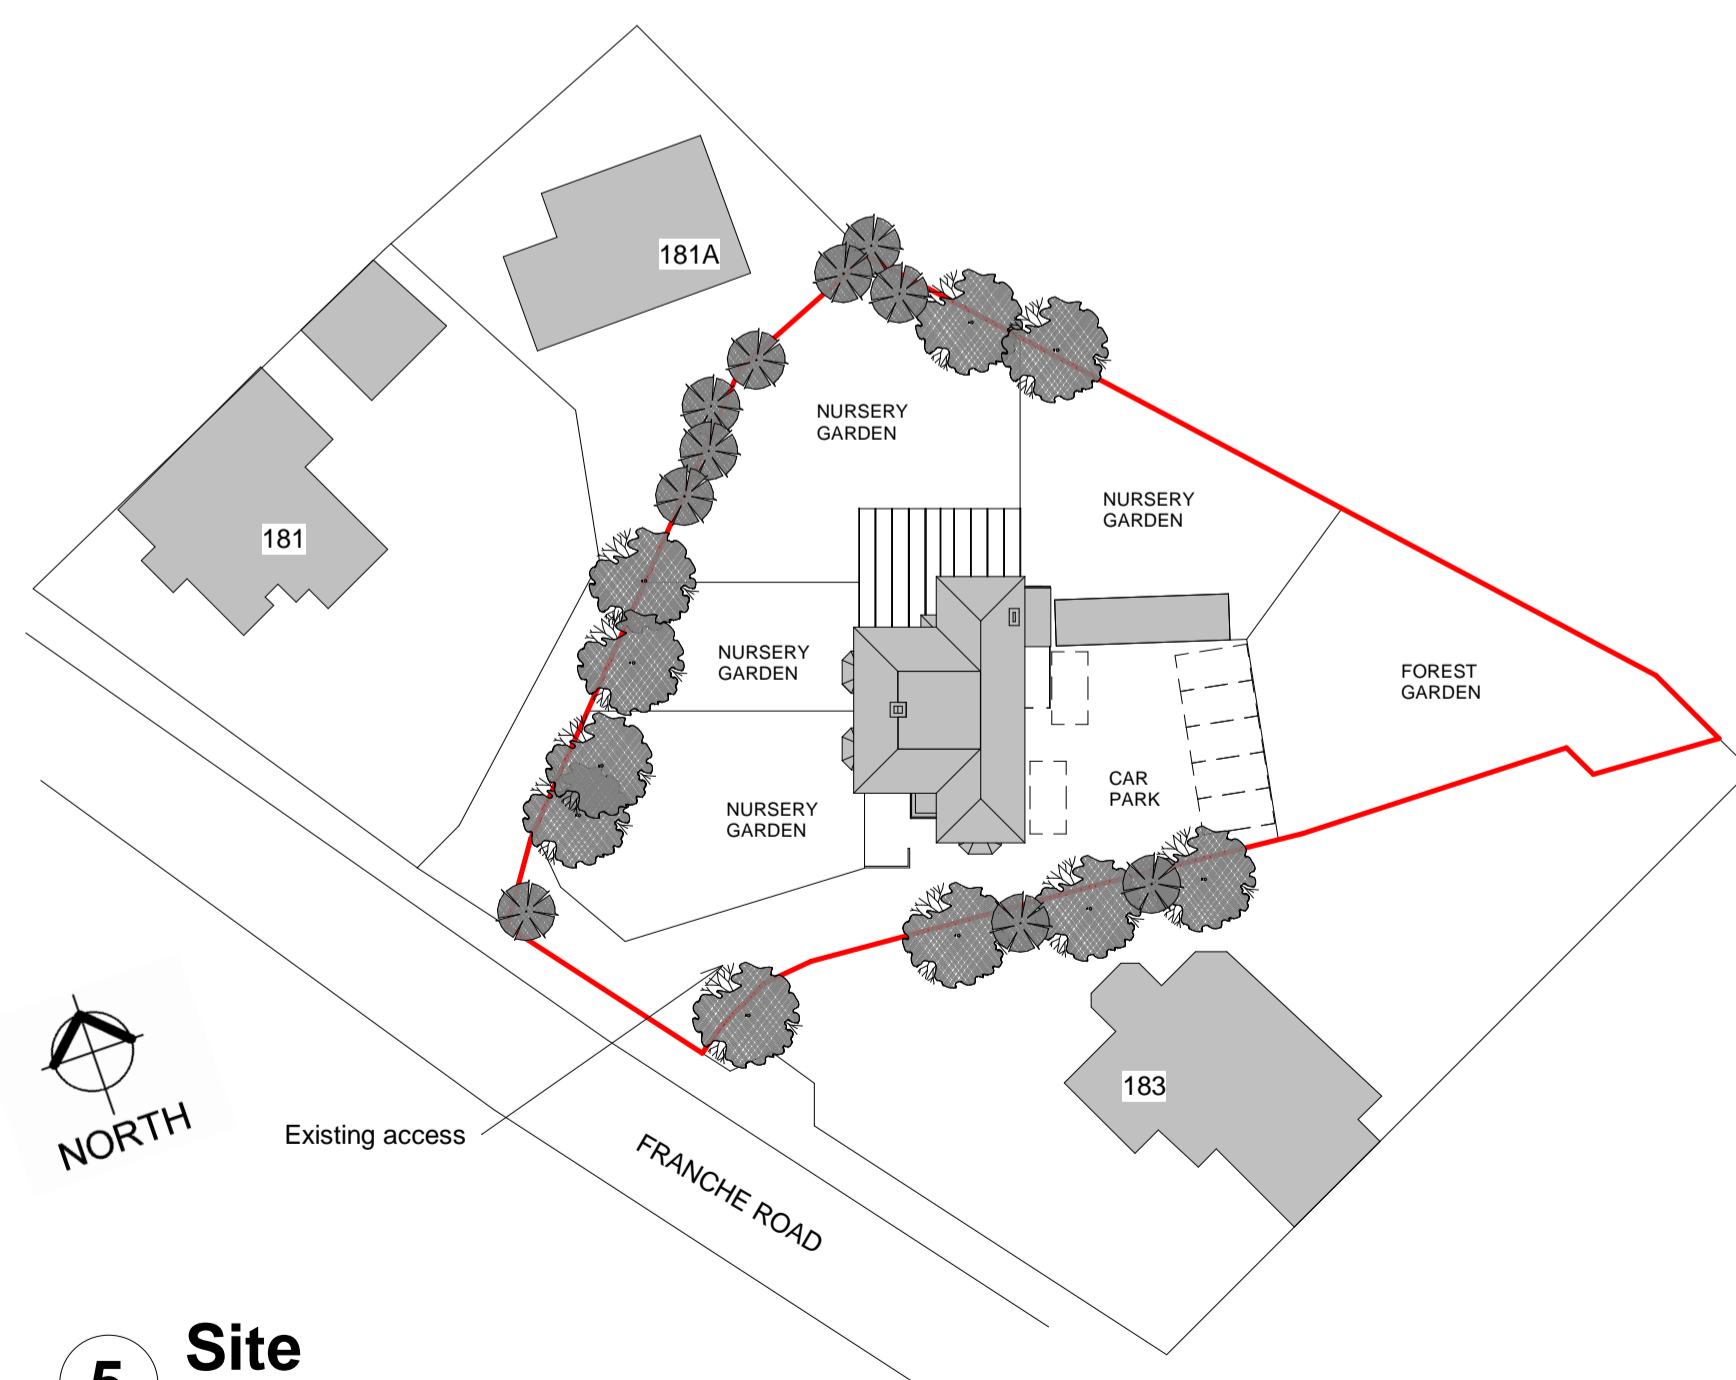 181A
NURSERY
GARDEN
NURSERY
GARDEN
181
NURSERY
GARDEN
FOREST
GARDEN
CAR
PARK
NURSERY
GARDEN
183
NORTH
Existing access
FRANCHE ROAD
Site
5